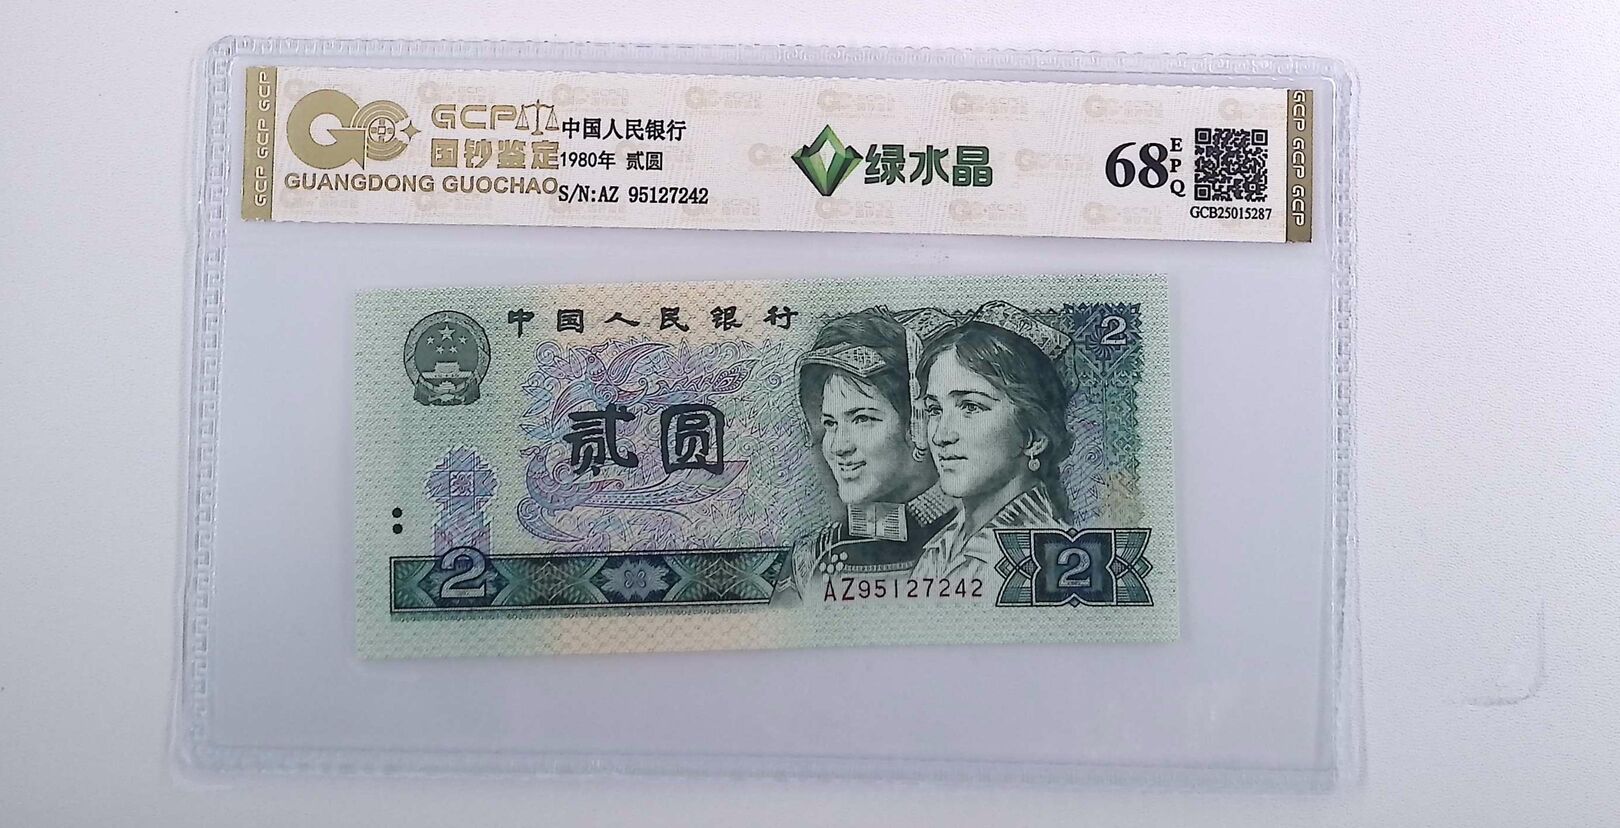 GCP GCP GCP
GCP
国钞鉴定
GUANGDONG GUOCHAO
中国人民银行
1980年 贰圆
S/N:AZ 95127242
绿水晶
68 EPQ
GCB25015287
GCP GCP GCP
中国人民银行
2
贰圆
2
AZ95127242
2